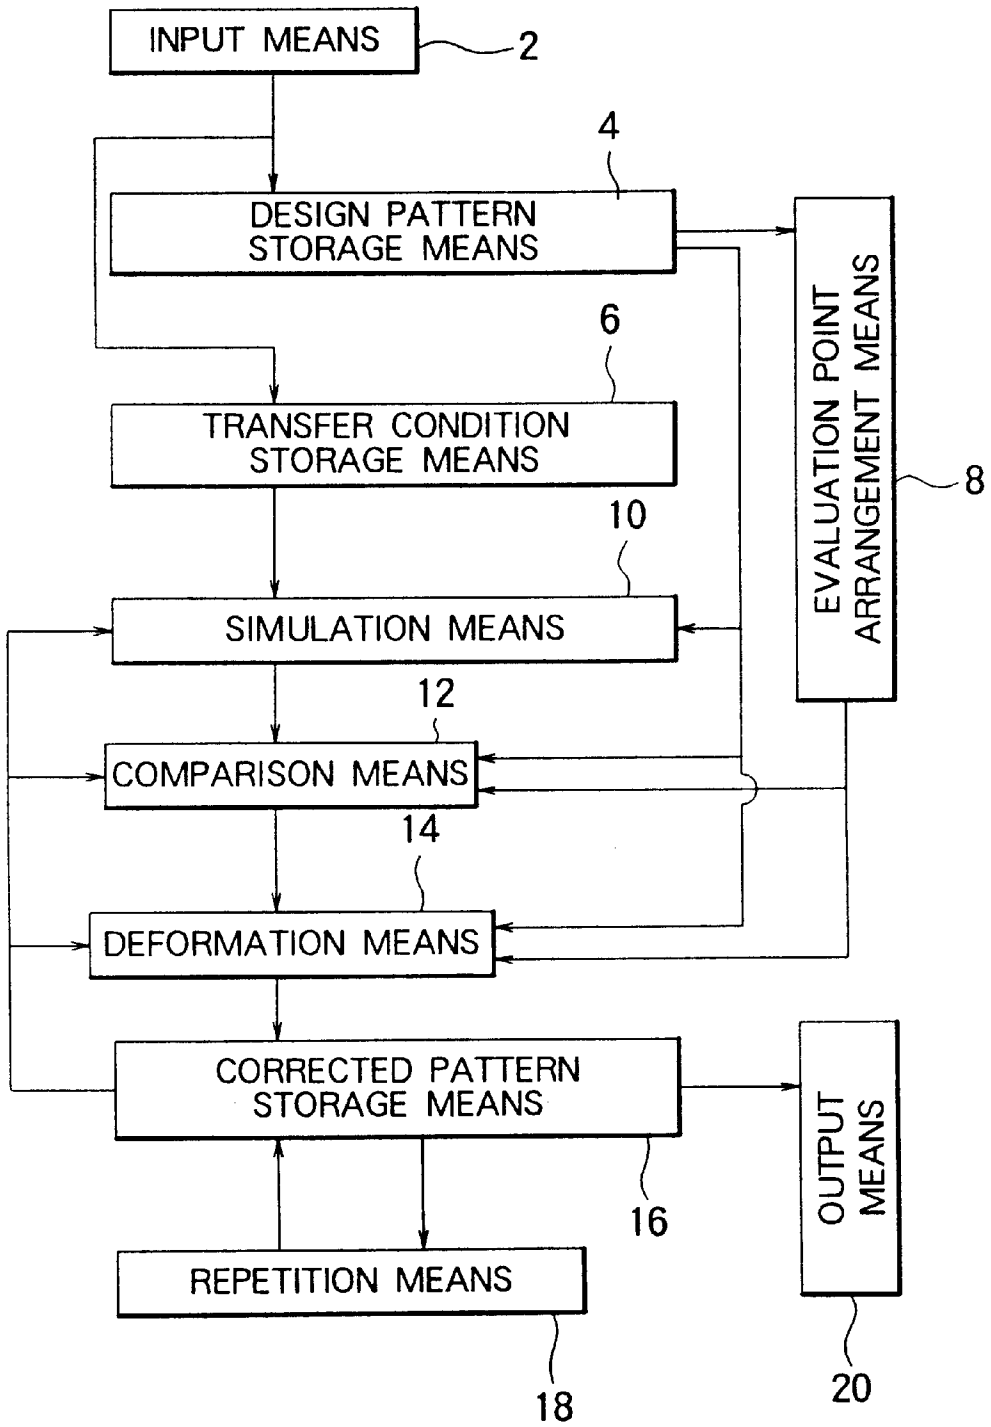 INPUT MEANS
2
4
DESIGN PATTERN
STORAGE MEANS
6
TRANSFER CONDITION
STORAGE MEANS
EVALUATION POINT
ARRANGEMENT MEANS
8
10
SIMULATION MEANS
12
COMPARISON MEANS
14
DEFORMATION MEANS
CORRECTED PATTERN
STORAGE MEANS
16
OUTPUT
MEANS
20
REPETITION MEANS
18